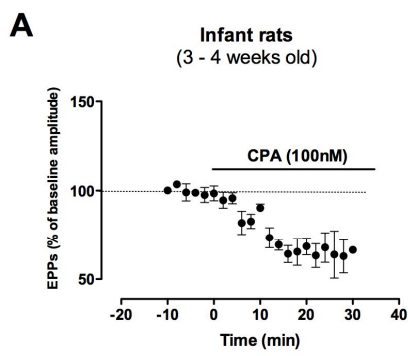 A
Infant rats
(3 - 4 weeks old)
EPPs (% of baseline amplitude)
150
100
50
CPA (100nM)
-20 -10 0 10 20 30 40
Time (min)